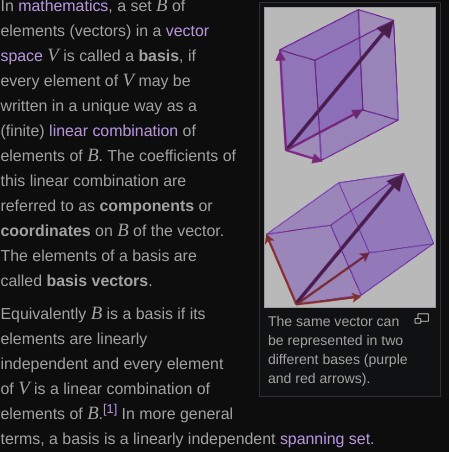 In mathematics, a set B of
elements (vectors) in a vector
space V is called a basis, if
every element of V may be
written in a unique way as a
(finite) linear combination of
elements of B. The coefficients of
this linear combination are
referred to as components or
coordinates on B of the vector.
The elements of a basis are
called basis vectors.
Equivalently B is a basis if its
elements are linearly
independent and every element
of V is a linear combination of
elements of B.[1] In more general
terms, a basis is a linearly independent spanning set.
The same vector can
be represented in two
different bases (purple
and red arrows).